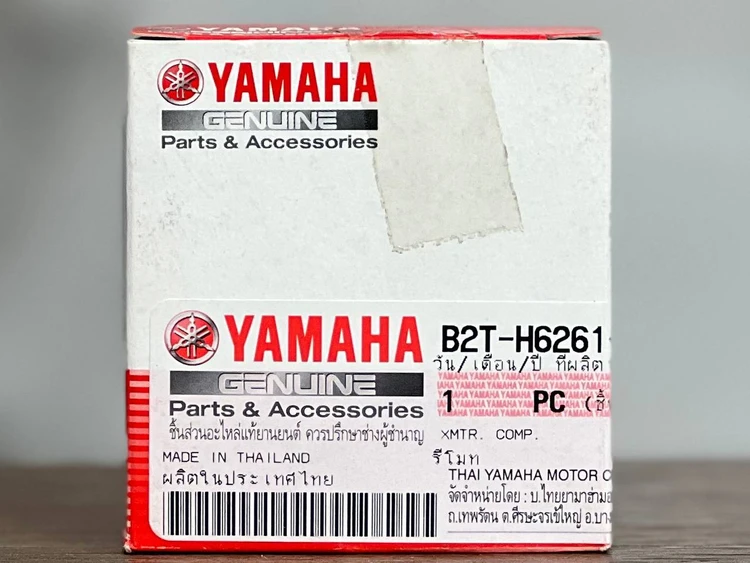 YAMAHA
GENUINE
Parts & Accessories
YAMAHA
GENUINE
Parts & Accessories
ชิ้นส่วนอะไหล่แท้ยานยนต์ ควรปรึกษาช่างผู้ชำนาญ
MADE IN THAILAND
ผลิตในประเทศไทย
B2T-H6261
วัน/เดือน/ปี ที่ผลิต
YAMAHA YAMAHA YAMAHA YAMAHA YAMAHA
1 PC
XMTR. COMP.
รีโมท
THAI YAMAHA MOTOR
จัดจำหน่ายโดย : บ.ไทยยามาฮ่ามอ
ถ.เทพรัตน ต.ศีรษะจรเข้ใหญ่ อ.บาง